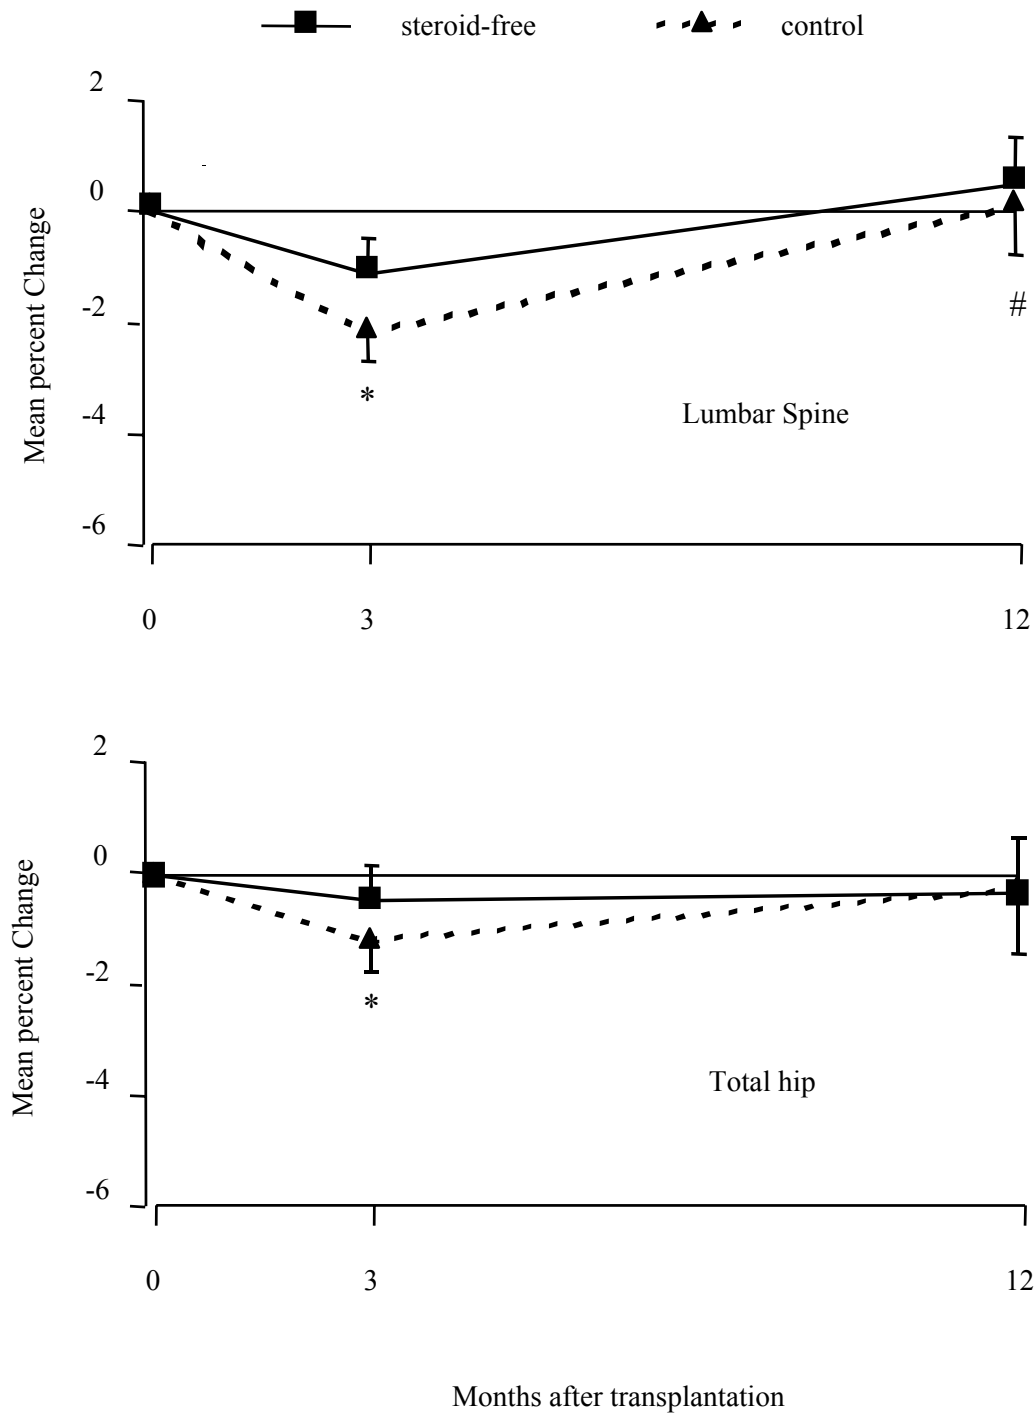 steroid-free control
2
0
-2
-4
-6
Mean percent Change
*
#
Lumbar Spine
0 3 12
2
0
-2
-4
-6
Mean percent Change
*
Total hip
0 3 12
Months after transplantation